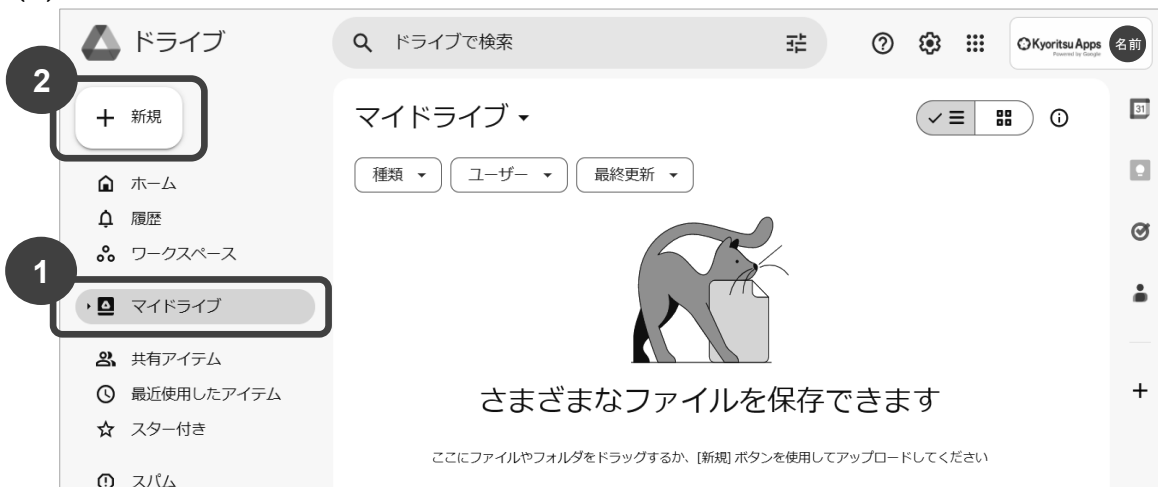 ドライブ
ドライブで検索
Kyoritsu Apps
Powered by Google
名前
2
新規
マイドライブ
31
種類
ユーザー
最終更新
ホーム
履歴
ワークスペース
1
マイドライブ
共有アイテム
最近使用したアイテム
スター付き
スパム
さまざまなファイルを保存できます
ここにファイルやフォルダをドラッグするか、[新規] ボタンを使用してアップロードしてください